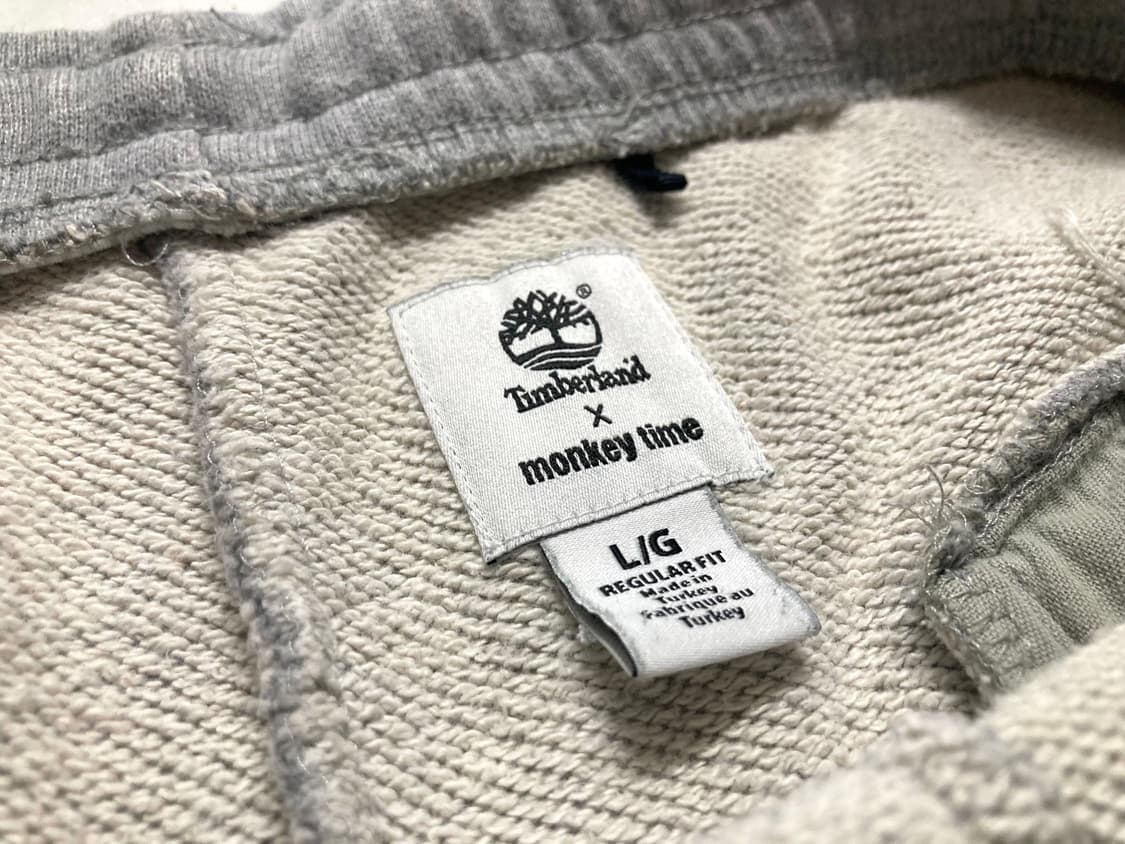 ®
Timberland
X
monkey time
L/G
REGULAR FIT
Made in
Turkey
Fabriqué au
Turkey